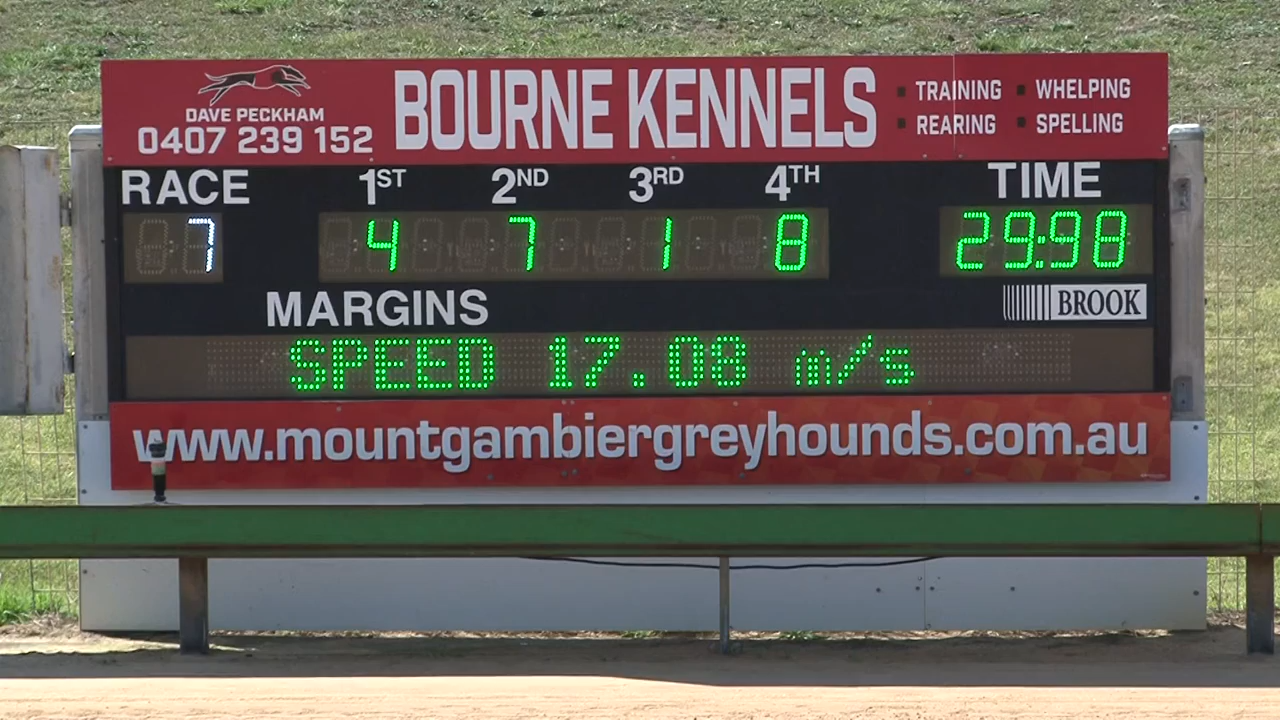 DAVE PECKHAM
0407 239 152
BOURNE KENNELS
TRAINING WHELPING
REARING SPELLING
RACE 1ST 2ND 3RD 4TH TIME
7 4 7 1 8 29:98
MARGINS
BROOK
SPEED 17.08 m/s
www.mountgambiergreyhounds.com.au